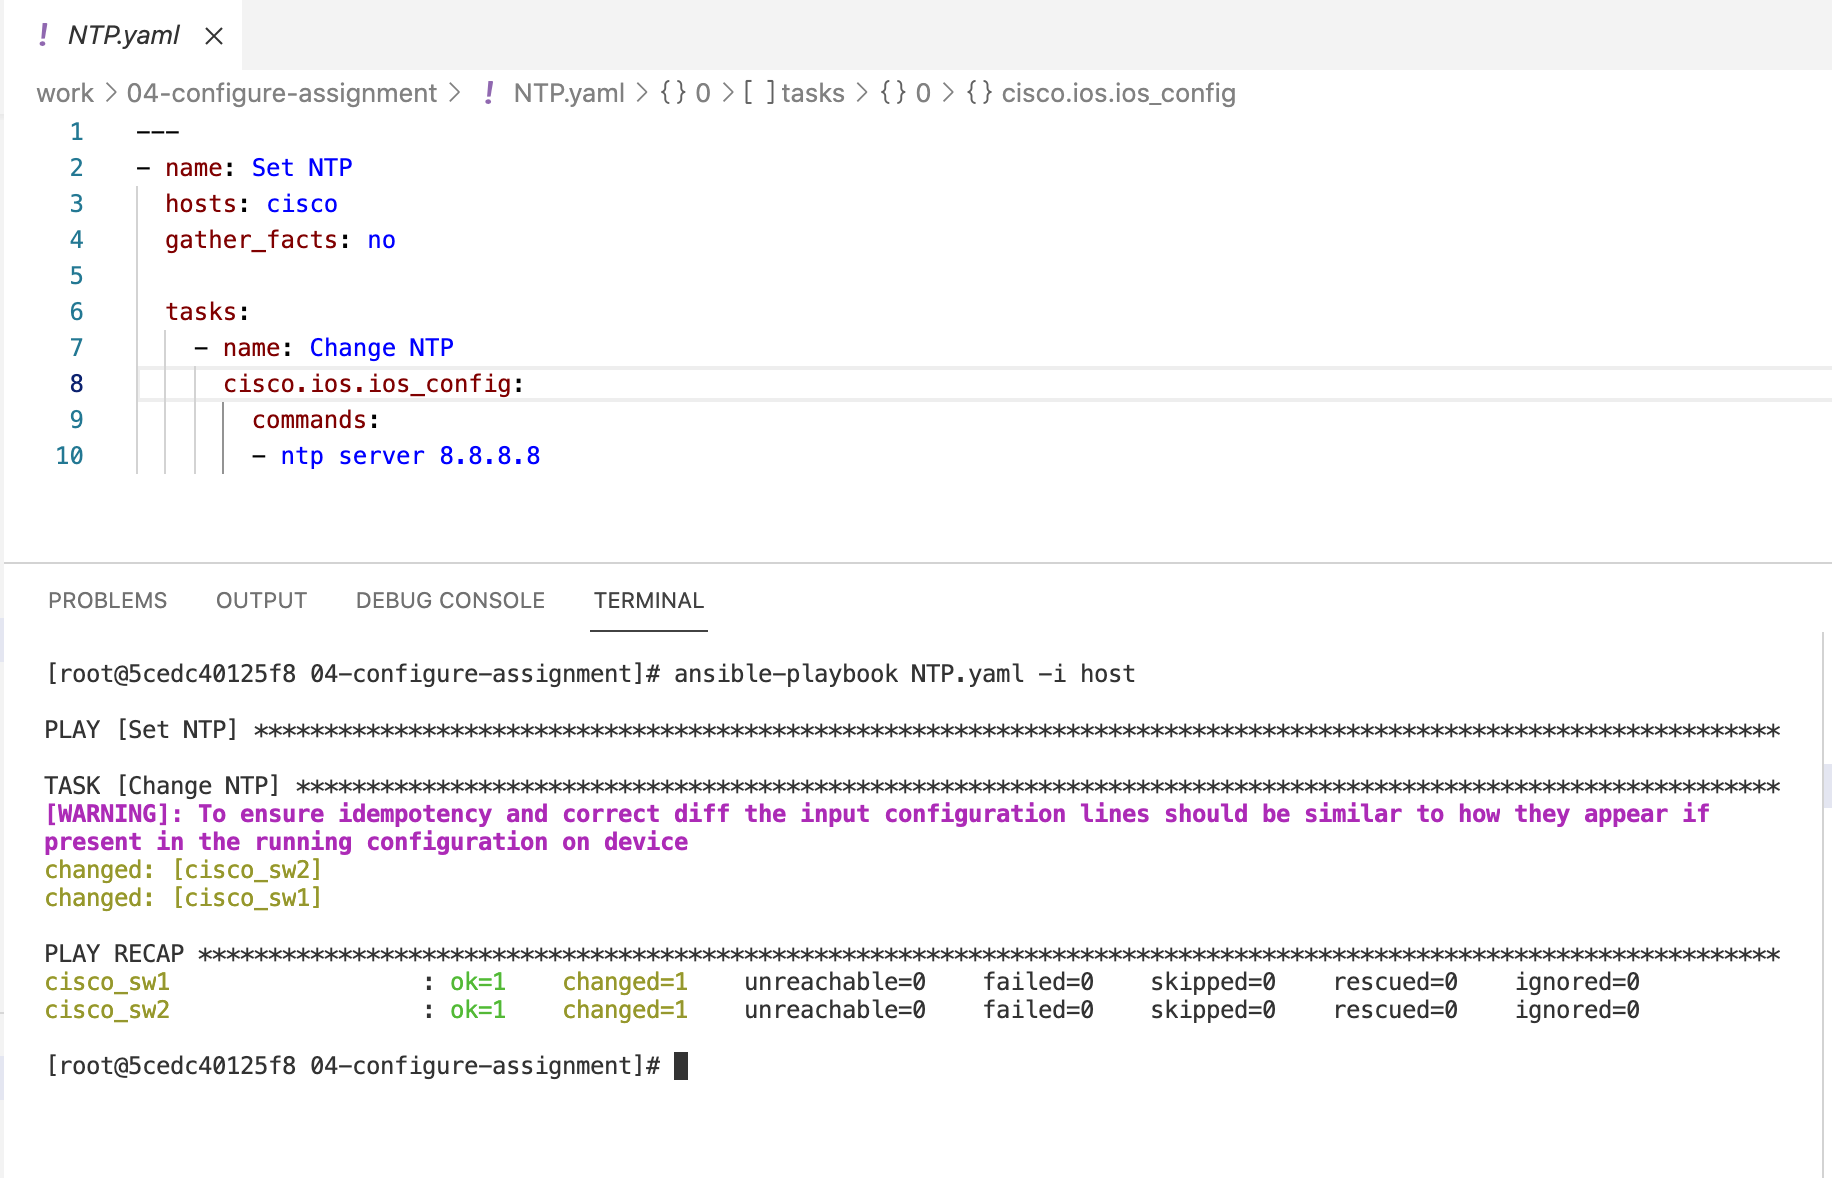 ! NTP.yaml ×
work > 04-configure-assignment > ! NTP.yaml > {} 0 > [ ] tasks > {} 0 > {} cisco.ios.ios_config
1 ---
2 - name: Set NTP
3   hosts: cisco
4   gather_facts: no
5
6   tasks:
7     - name: Change NTP
8       cisco.ios.ios_config:
9         commands:
10         - ntp server 8.8.8.8
PROBLEMS OUTPUT DEBUG CONSOLE TERMINAL
[root@5cedc40125f8 04-configure-assignment]# ansible-playbook NTP.yaml -i host
PLAY [Set NTP] *************************************************************************************************************
TASK [Change NTP] **********************************************************************************************************
[WARNING]: To ensure idempotency and correct diff the input configuration lines should be similar to how they appear if
present in the running configuration on device
changed: [cisco_sw2]
changed: [cisco_sw1]
PLAY RECAP *****************************************************************************************************************
cisco_sw1                  : ok=1    changed=1    unreachable=0    failed=0    skipped=0    rescued=0    ignored=0
cisco_sw2                  : ok=1    changed=1    unreachable=0    failed=0    skipped=0    rescued=0    ignored=0
[root@5cedc40125f8 04-configure-assignment]#